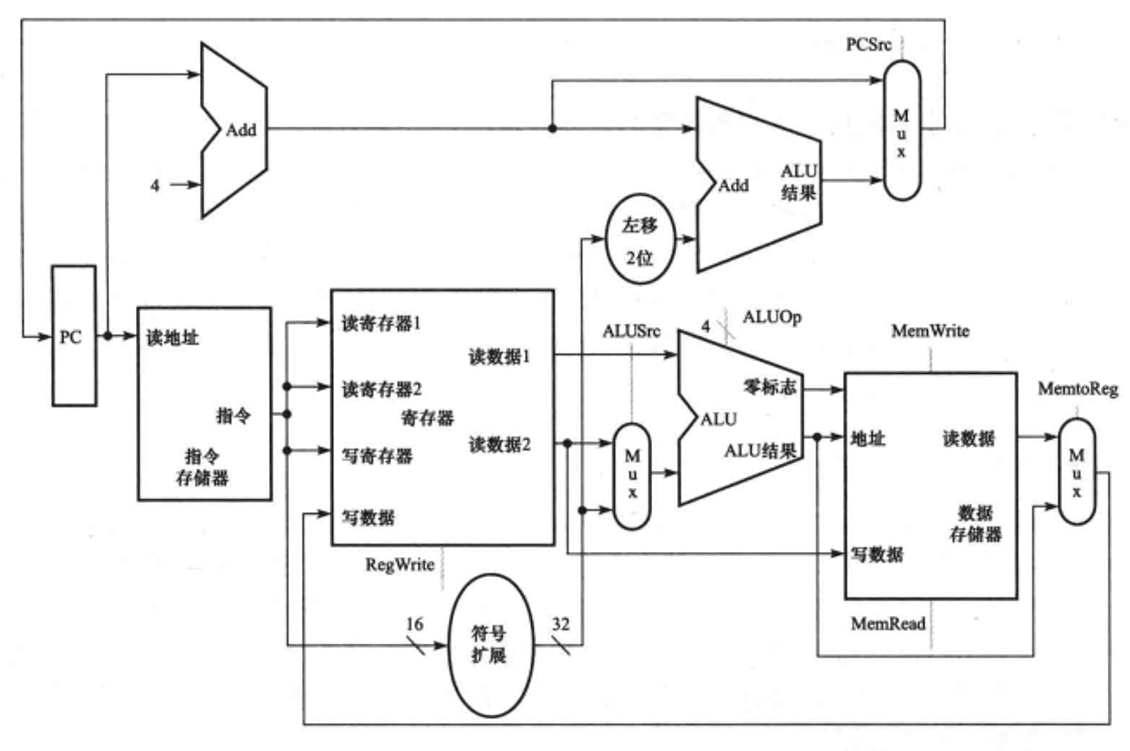 PCSrc
M
u
x
Add
4
Add
ALU
结果
左移
2位
PC
读地址
指令
指令
存储器
读寄存器1
读寄存器2
寄存器
写寄存器
写数据
读数据1
读数据2
RegWrite
ALUSrc
M
u
x
4
ALUOp
零标志
ALU
ALU结果
MemWrite
地址
读数据
数据
存储器
写数据
MemRead
MemtoReg
M
u
x
16
符号
扩展
32